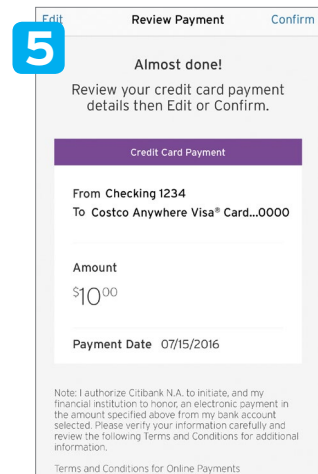 Edit Review Payment Confirm
5
Almost done!
Review your credit card payment
details then Edit or Confirm.
Credit Card Payment
From Checking 1234
To Costco Anywhere Visa® Card...0000
Amount
$10⁰⁰
Payment Date 07/15/2016
Note: I authorize Citibank N.A. to initiate, and my
financial institution to honor, an electronic payment in
the amount specified above from my bank account
selected. Please verify your information carefully and
review the following Terms and Conditions for additional
information.
Terms and Conditions for Online Payments